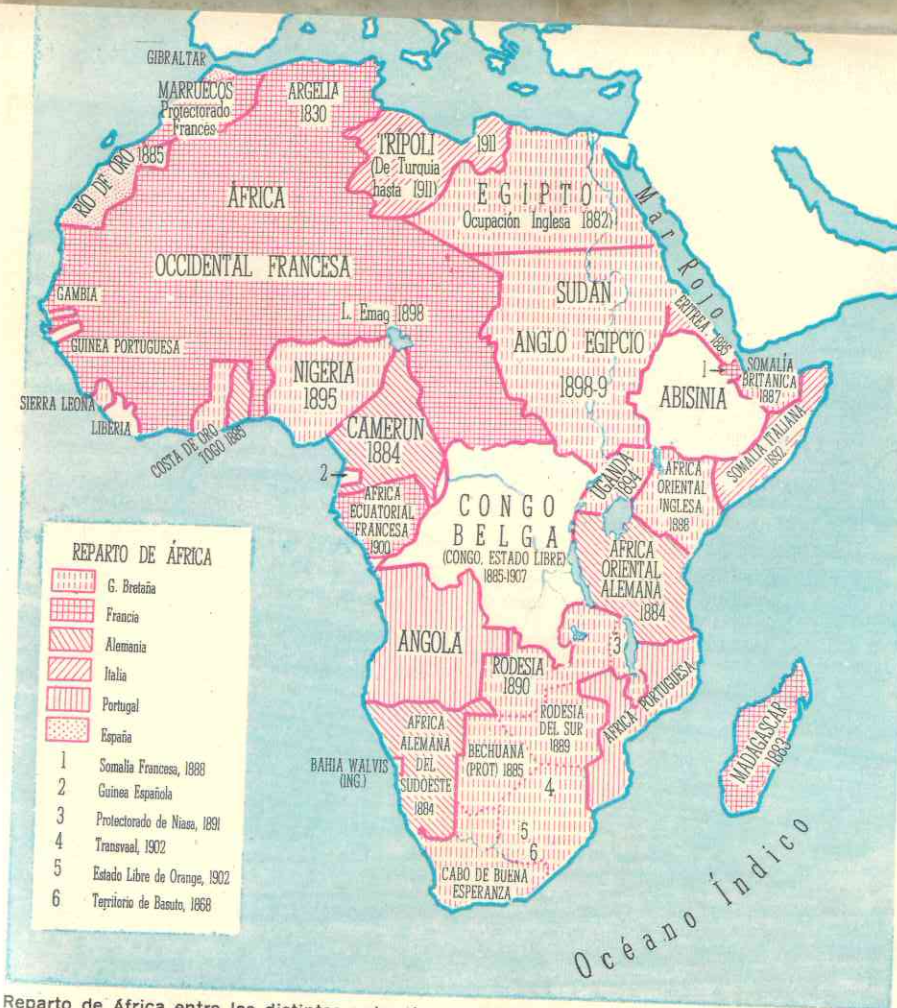 GIBRALTAR
MARRUECOS
Protectorado
Francés
ARGELIA
1830
TRÍPOLI
(De Turquia
hasta 1911)
1911
EGIPTO
Ocupación Inglesa 1882)
Mar Rojo
RIO DE ORO 1885
ÁFRICA
OCCIDENTAL FRANCESA
L. Emag 1898
GAMBIA
GUINEA PORTUGUESA
SIERRA LEONA
LIBERIA
COSTA DE ORO
TOGO 1885
NIGERIA
1895
CAMERUN
1884
SUDÁN
ANGLO EGIPCIO
1898-9
ERITREA 1885
1
SOMALÍA
BRITANICA
1887
ABISINIA
SOMALIA ITALIANA
1892
2
AFRICA
ECUATORIAL
FRANCESA
1900
CONGO
BELGA
(CONGO, ESTADO LIBRE)
1885-1907
UGANDA
1894
AFRICA
ORIENTAL
INGLESA
1898
AFRICA
ORIENTAL
ALEMANA
1884
ANGOLA
RODESIA
1890
3
RODESIA
DEL SUR
1889
AFRICA PORTUGUESA
MADAGASCAR
1883
AFRICA
ALEMANA
DEL
SUDOESTE
1884
BAHIA WALVIS
(ING.)
BECHUANA
(PROT) 1885
4
5
6
CABO DE BUENA
ESPERANZA
Océano Índico
REPARTO DE ÁFRICA
G. Bretaña
Francia
Alemania
Italia
Portugal
España
1 Somalia Francesa, 1888
2 Guinea Española
3 Protectorado de Niasa, 1891
4 Transvaal, 1902
5 Estado Libre de Orange, 1902
6 Territorio de Basuto, 1868
Reparto de África entre las distintas